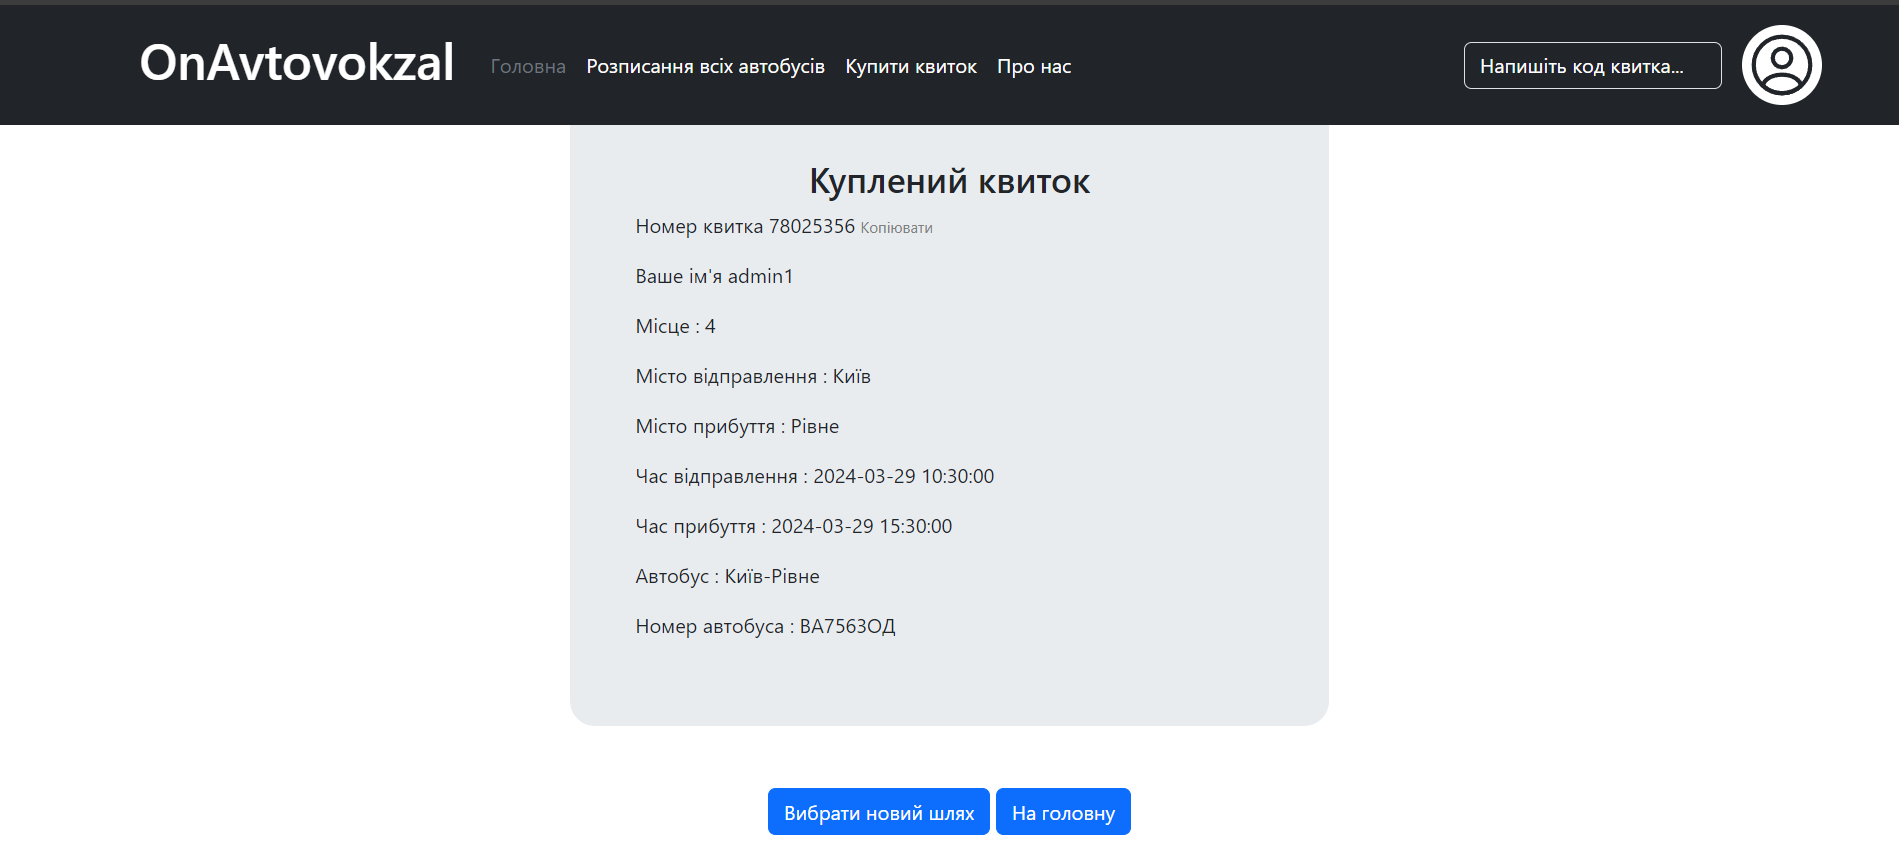 OnAvtovokzal
Головна Розписання всіх автобусів Купити квиток Про нас
Напишіть код квитка...
Куплений квиток
Номер квитка 78025356 Копіювати
Ваше ім'я admin1
Місце : 4
Місто відправлення : Київ
Місто прибуття : Рівне
Час відправлення : 2024-03-29 10:30:00
Час прибуття : 2024-03-29 15:30:00
Автобус : Київ-Рівне
Номер автобуса : ВА7563ОД
Вибрати новий шлях На головну